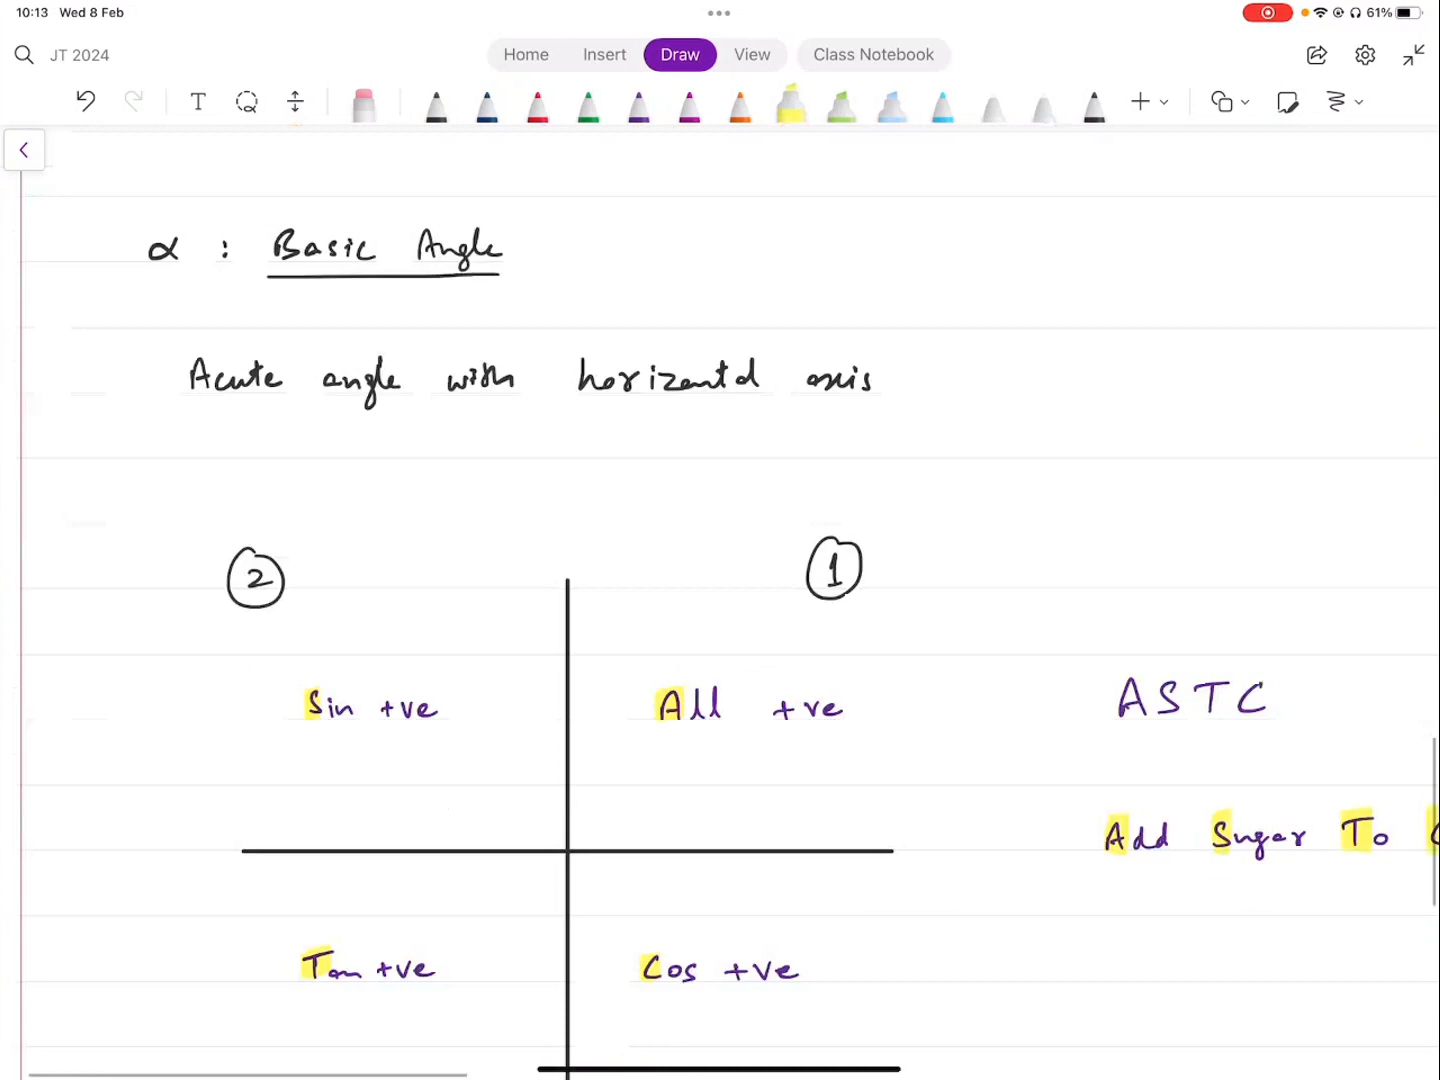 10:13 Wed 8 Feb
61%
JT 2024
Home Insert Draw View Class Notebook
T
α : Basic Angle
Acute angle with horizontal axis
2 1
Sin +ve All +ve ASTC
Add Sugar To C
Tan +ve Cos +ve